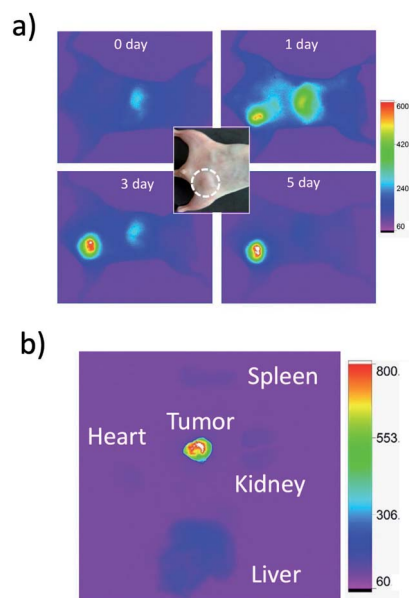 a)
0 day
1 day
3 day
5 day
600
420
240
60
b)
Spleen
Tumor
Heart
Kidney
Liver
800.
553.
306.
60